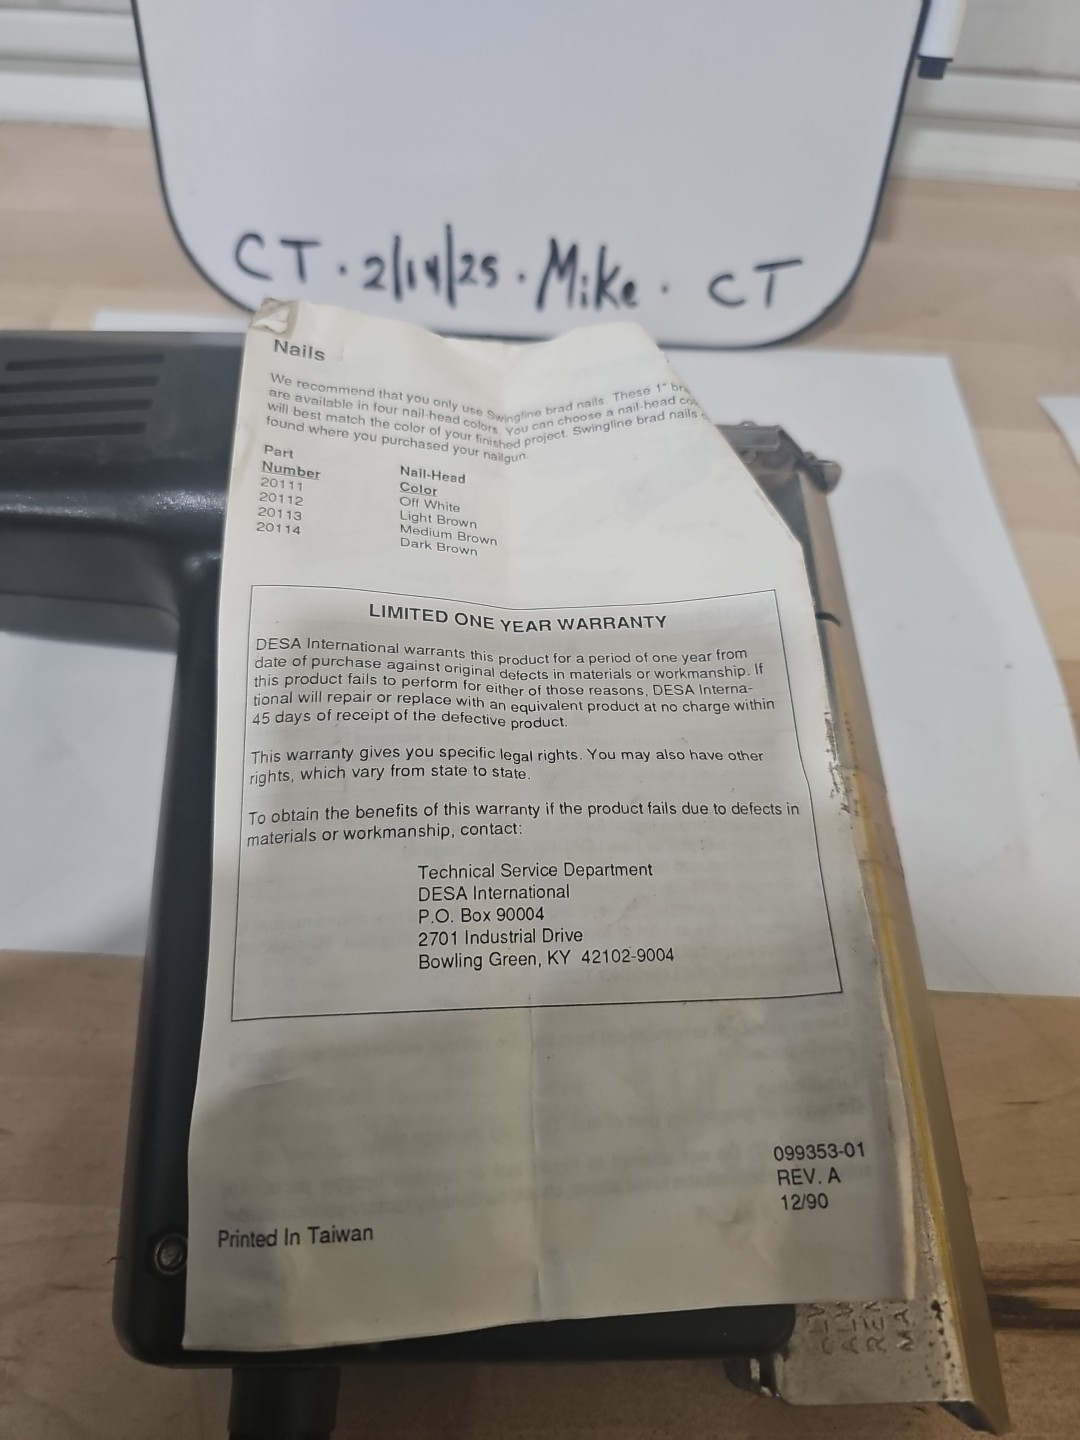 CT · 2/14/25 · Mike · CT
Nails
We recommend that you only use Swingline brad nails. These 1"
are available in four nail-head colors. You can choose a nail-head
will best match the color of your finished project. Swingline brad nails
found where you purchased your nailgun.
Part
Number
20111
20112
20113
20114
Nail-Head
Color
Off White
Light Brown
Medium Brown
Dark Brown
LIMITED ONE YEAR WARRANTY
DESA International warrants this product for a period of one year from
date of purchase against original defects in materials or workmanship. If
this product fails to perform for either of those reasons, DESA Interna-
tional will repair or replace with an equivalent product at no charge within
45 days of receipt of the defective product.
This warranty gives you specific legal rights. You may also have other
rights, which vary from state to state.
To obtain the benefits of this warranty if the product fails due to defects in
materials or workmanship, contact:
Technical Service Department
DESA International
P.O. Box 90004
2701 Industrial Drive
Bowling Green, KY 42102-9004
099353-01
REV. A
12/90
Printed In Taiwan